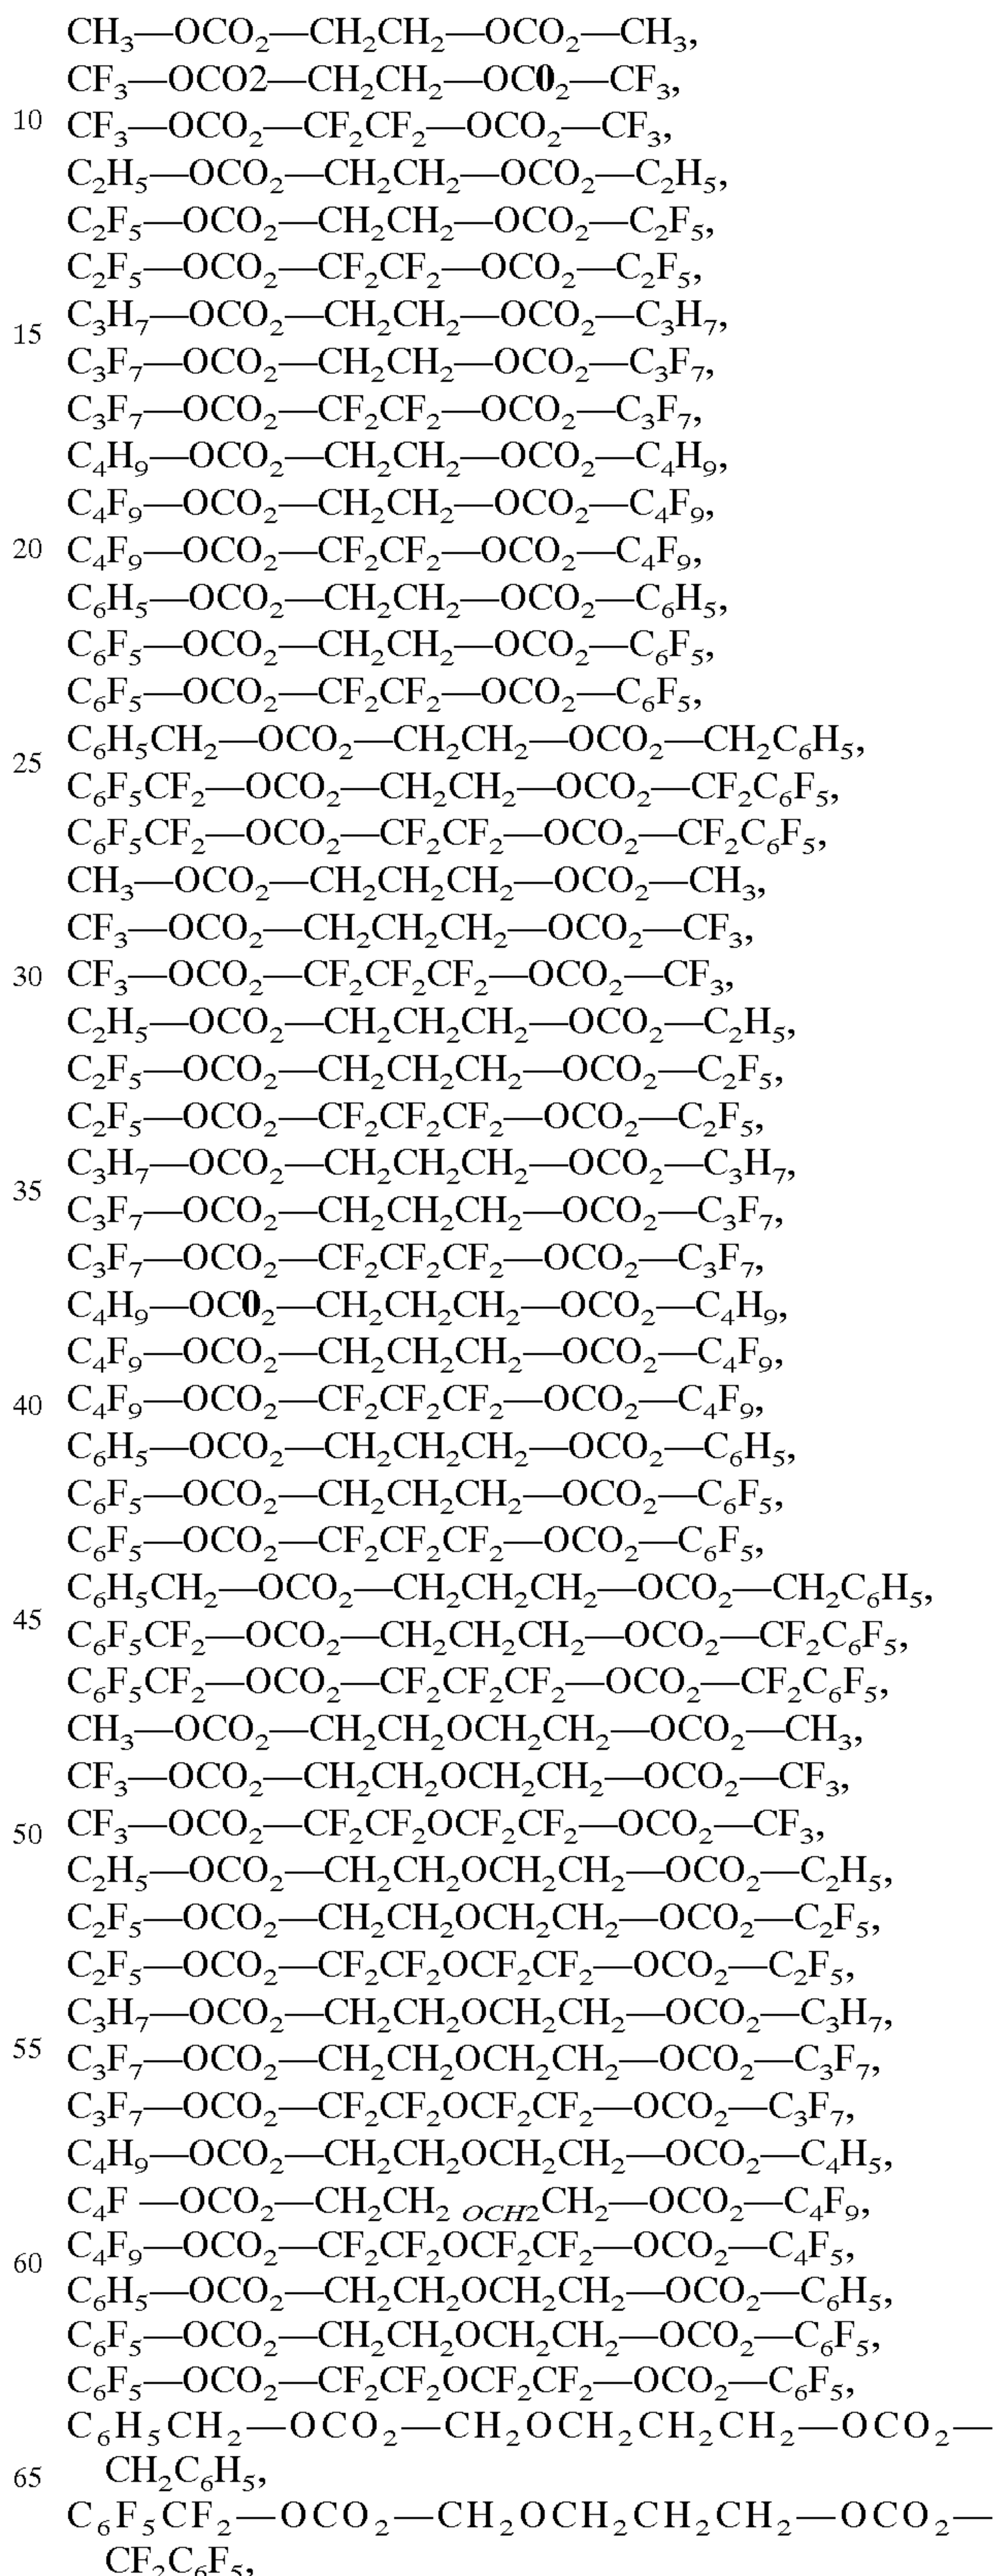 CH₃—OCO₂—CH₂CH₂—OCO₂—CH₃,
CF₃—OCO2—CH₂CH₂—OC0₂—CF₃,
10 CF₃—OCO₂—CF₂CF₂—OCO₂—CF₃,
C₂H₅—OCO₂—CH₂CH₂—OCO₂—C₂H₅,
C₂F₅—OCO₂—CH₂CH₂—OCO₂—C₂F₅,
C₂F₅—OCO₂—CF₂CF₂—OCO₂—C₂F₅,
C₃H₇—OCO₂—CH₂CH₂—OCO₂—C₃H₇,
15 C₃F₇—OCO₂—CH₂CH₂—OCO₂—C₃F₇,
C₃F₇—OCO₂—CF₂CF₂—OCO₂—C₃F₇,
C₄H₉—OCO₂—CH₂CH₂—OCO₂—C₄H₉,
C₄F₉—OCO₂—CH₂CH₂—OCO₂—C₄F₉,
20 C₄F₉—OCO₂—CF₂CF₂—OCO₂—C₄F₉,
C₆H₅—OCO₂—CH₂CH₂—OCO₂—C₆H₅,
C₆F₅—OCO₂—CH₂CH₂—OCO₂—C₆F₅,
C₆F₅—OCO₂—CF₂CF₂—OCO₂—C₆F₅,
C₆H₅CH₂—OCO₂—CH₂CH₂—OCO₂—CH₂C₆H₅,
25 C₆F₅CF₂—OCO₂—CH₂CH₂—OCO₂—CF₂C₆F₅,
C₆F₅CF₂—OCO₂—CF₂CF₂—OCO₂—CF₂C₆F₅,
CH₃—OCO₂—CH₂CH₂CH₂—OCO₂—CH₃,
CF₃—OCO₂—CH₂CH₂CH₂—OCO₂—CF₃,
30 CF₃—OCO₂—CF₂CF₂CF₂—OCO₂—CF₃,
C₂H₅—OCO₂—CH₂CH₂CH₂—OCO₂—C₂H₅,
C₂F₅—OCO₂—CH₂CH₂CH₂—OCO₂—C₂F₅,
C₂F₅—OCO₂—CF₂CF₂CF₂—OCO₂—C₂F₅,
C₃H₇—OCO₂—CH₂CH₂CH₂—OCO₂—C₃H₇,
35 C₃F₇—OCO₂—CH₂CH₂CH₂—OCO₂—C₃F₇,
C₃F₇—OCO₂—CF₂CF₂CF₂—OCO₂—C₃F₇,
C₄H₉—OC0₂—CH₂CH₂CH₂—OCO₂—C₄H₉,
C₄F₉—OCO₂—CH₂CH₂CH₂—OCO₂—C₄F₉,
40 C₄F₉—OCO₂—CF₂CF₂CF₂—OCO₂—C₄F₉,
C₆H₅—OCO₂—CH₂CH₂CH₂—OCO₂—C₆H₅,
C₆F₅—OCO₂—CH₂CH₂CH₂—OCO₂—C₆F₅,
C₆F₅—OCO₂—CF₂CF₂CF₂—OCO₂—C₆F₅,
C₆H₅CH₂—OCO₂—CH₂CH₂CH₂—OCO₂—CH₂C₆H₅,
45 C₆F₅CF₂—OCO₂—CH₂CH₂CH₂—OCO₂—CF₂C₆F₅,
C₆F₅CF₂—OCO₂—CF₂CF₂CF₂—OCO₂—CF₂C₆F₅,
CH₃—OCO₂—CH₂CH₂OCH₂CH₂—OCO₂—CH₃,
CF₃—OCO₂—CH₂CH₂OCH₂CH₂—OCO₂—CF₃,
50 CF₃—OCO₂—CF₂CF₂OCF₂CF₂—OCO₂—CF₃,
C₂H₅—OCO₂—CH₂CH₂OCH₂CH₂—OCO₂—C₂H₅,
C₂F₅—OCO₂—CH₂CH₂OCH₂CH₂—OCO₂—C₂F₅,
C₂F₅—OCO₂—CF₂CF₂OCF₂CF₂—OCO₂—C₂F₅,
C₃H₇—OCO₂—CH₂CH₂OCH₂CH₂—OCO₂—C₃H₇,
55 C₃F₇—OCO₂—CH₂CH₂OCH₂CH₂—OCO₂—C₃F₇,
C₃F₇—OCO₂—CF₂CF₂OCF₂CF₂—OCO₂—C₃F₇,
C₄H₉—OCO₂—CH₂CH₂OCH₂CH₂—OCO₂—C₄H₅,
C₄F —OCO₂—CH₂CH₂ OCH₂CH₂—OCO₂—C₄F₉,
60 C₄F₉—OCO₂—CF₂CF₂OCF₂CF₂—OCO₂—C₄F₅,
C₆H₅—OCO₂—CH₂CH₂OCH₂CH₂—OCO₂—C₆H₅,
C₆F₅—OCO₂—CH₂CH₂OCH₂CH₂—OCO₂—C₆F₅,
C₆F₅—OCO₂—CF₂CF₂OCF₂CF₂—OCO₂—C₆F₅,
C₆H₅CH₂—OCO₂—CH₂OCH₂CH₂CH₂—OCO₂—
65 CH₂C₆H₅,
C₆F₅CF₂—OCO₂—CH₂OCH₂CH₂CH₂—OCO₂—
CF₂C₆F₅,